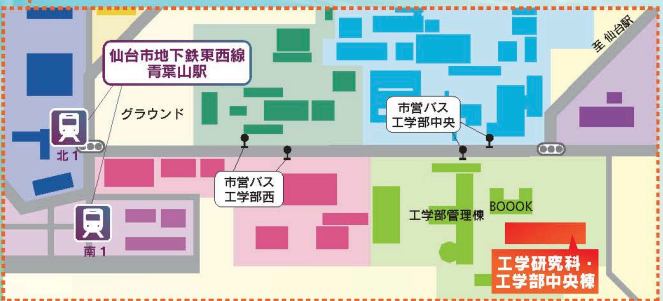 仙台市地下鉄東西線
青葉山駅
至 仙台駅
グラウンド
市営バス
工学部中央
北1
市営バス
工学部西
工学部管理棟
BOOOK
南1
工学研究科・
工学部中央棟